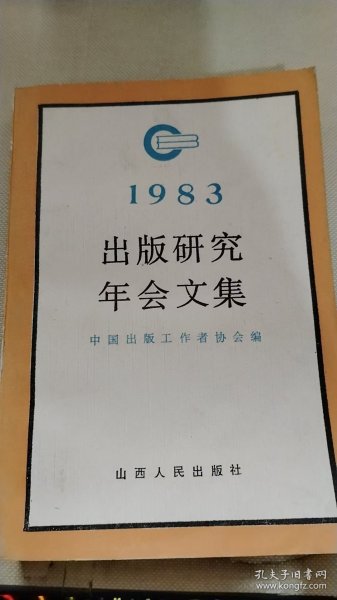 1983
出版研究
年会文集
中国出版工作者协会编
山西人民出版社
孔夫子旧书网
www.kongfz.com